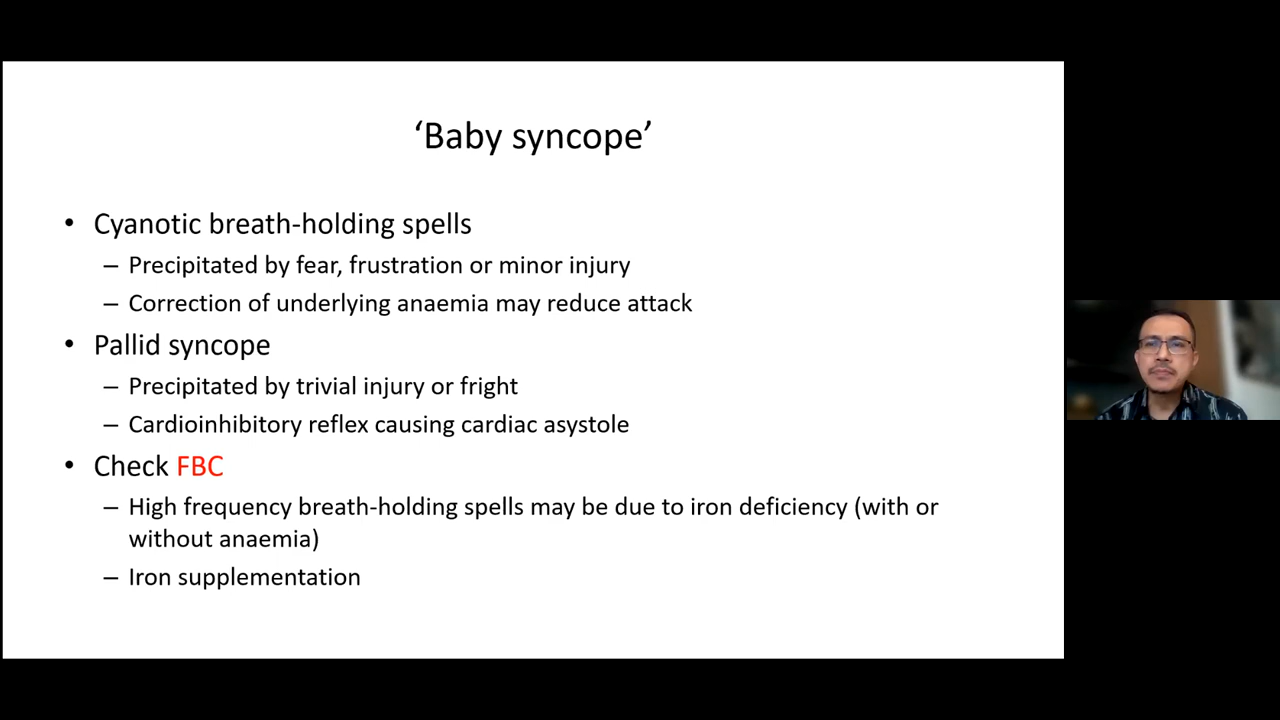 ‘Baby syncope’
• Cyanotic breath-holding spells
– Precipitated by fear, frustration or minor injury
– Correction of underlying anaemia may reduce attack
• Pallid syncope
– Precipitated by trivial injury or fright
– Cardioinhibitory reflex causing cardiac asystole
• Check FBC
– High frequency breath-holding spells may be due to iron deficiency (with or
without anaemia)
– Iron supplementation